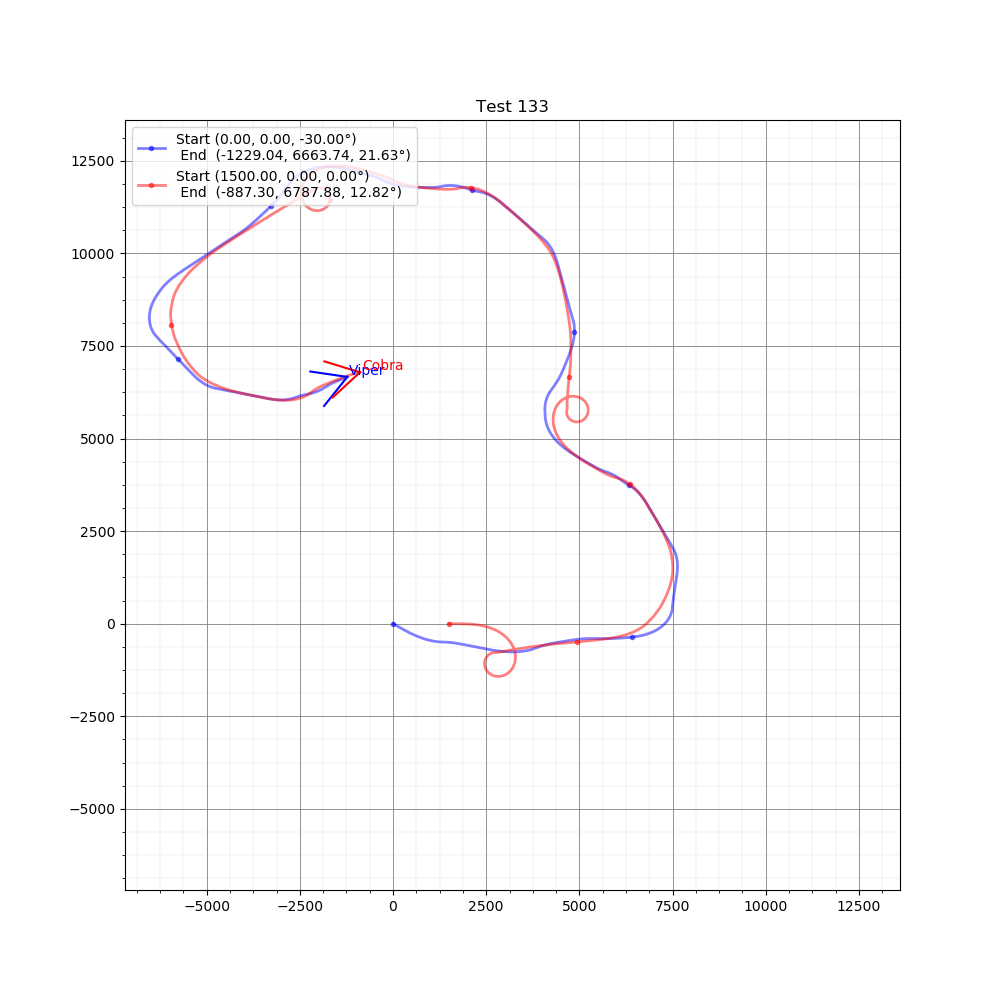 Test 133
Start (0.00, 0.00, -30.00°)
End  (-1229.04, 6663.74, 21.63°)
Start (1500.00, 0.00, 0.00°)
End  (-887.30, 6787.88, 12.82°)
12500
10000
7500
5000
2500
0
−2500
−5000
Cobra
Viper
−5000 −2500 0 2500 5000 7500 10000 12500